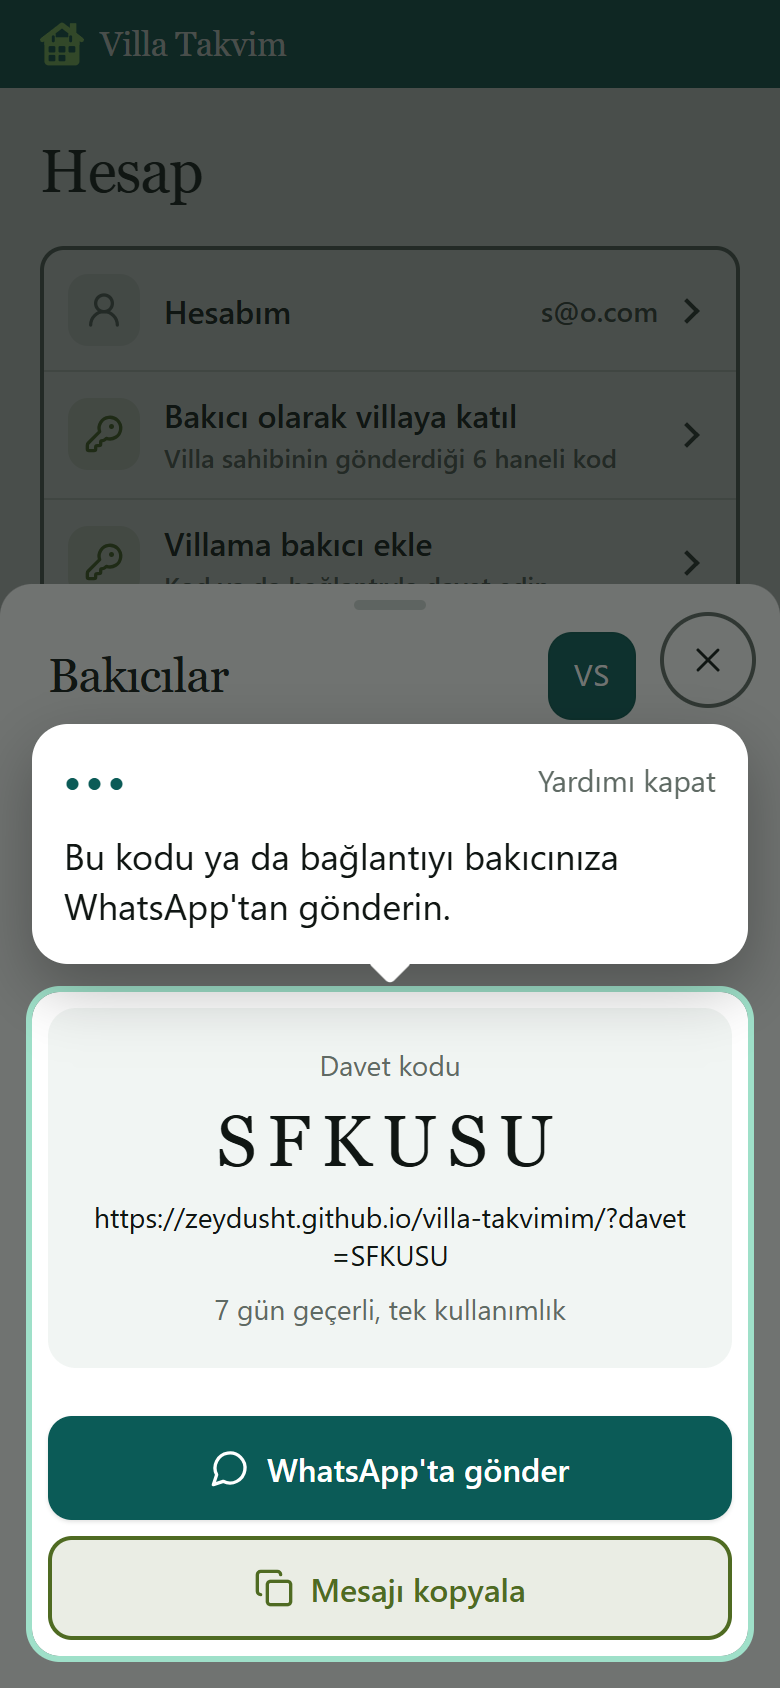 Villa Takvim
Hesap
Hesabım
s@o.com
Bakıcı olarak villaya katıl
Villa sahibinin gönderdiği 6 haneli kod
Villama bakıcı ekle
Bakıcılar
VS
Yardımı kapat
Bu kodu ya da bağlantıyı bakıcınıza
WhatsApp'tan gönderin.
Davet kodu
SFKUSU
https://zeydusht.github.io/villa-takvimim/?davet
=SFKUSU
7 gün geçerli, tek kullanımlık
WhatsApp'ta gönder
Mesajı kopyala